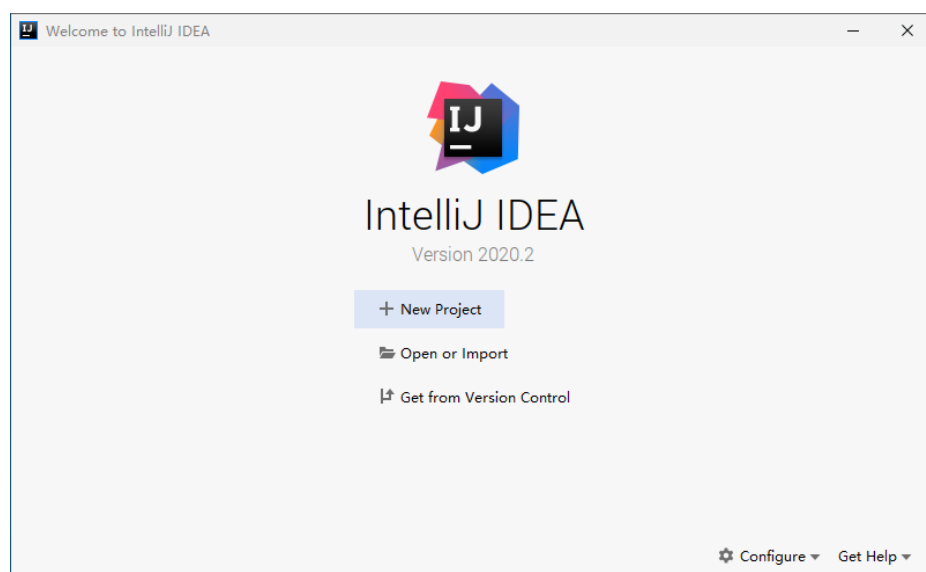 Welcome to IntelliJ IDEA
IJ
IntelliJ IDEA
Version 2020.2
New Project
Open or Import
Get from Version Control
Configure
Get Help